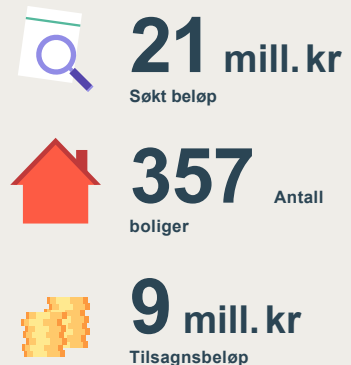 21 mill. kr
Søkt beløp
357 Antall
boliger
9 mill. kr
Tilsagnsbeløp